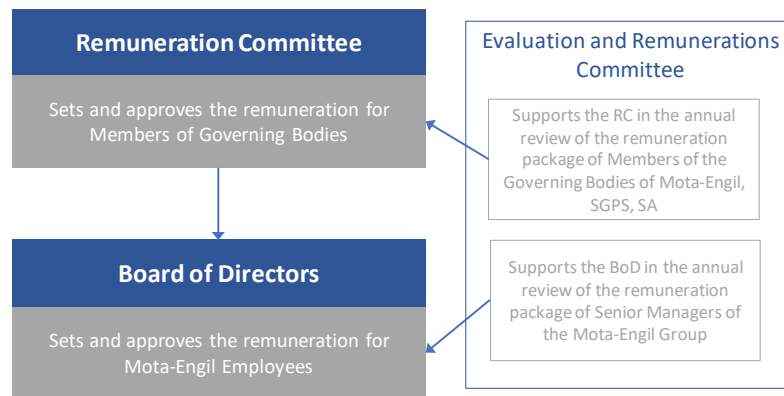 Remuneration Committee
Sets and approves the remuneration for
Members of Governing Bodies
Board of Directors
Sets and approves the remuneration for
Mota-Engil Employees
Evaluation and Remunerations
Committee
Supports the RC in the annual
review of the remuneration
package of Members of the
Governing Bodies of Mota-Engil,
SGPS, SA
Supports the BoD in the annual
review of the remuneration
package of Senior Managers of
the Mota-Engil Group